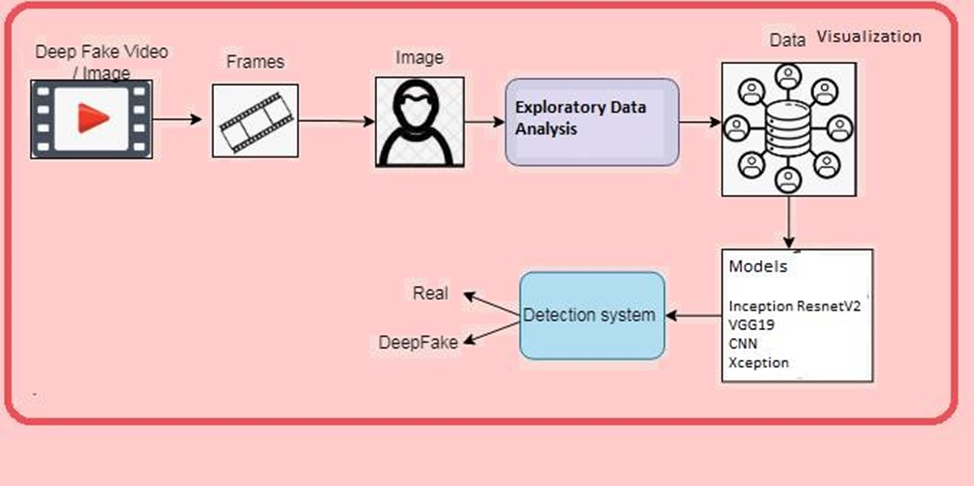 Deep Fake Video
/ Image
Frames
Image
Exploratory Data
Analysis
Data Visualization
Models
Inception ResnetV2
VGG19
CNN
Xception
Detection system
Real
DeepFake